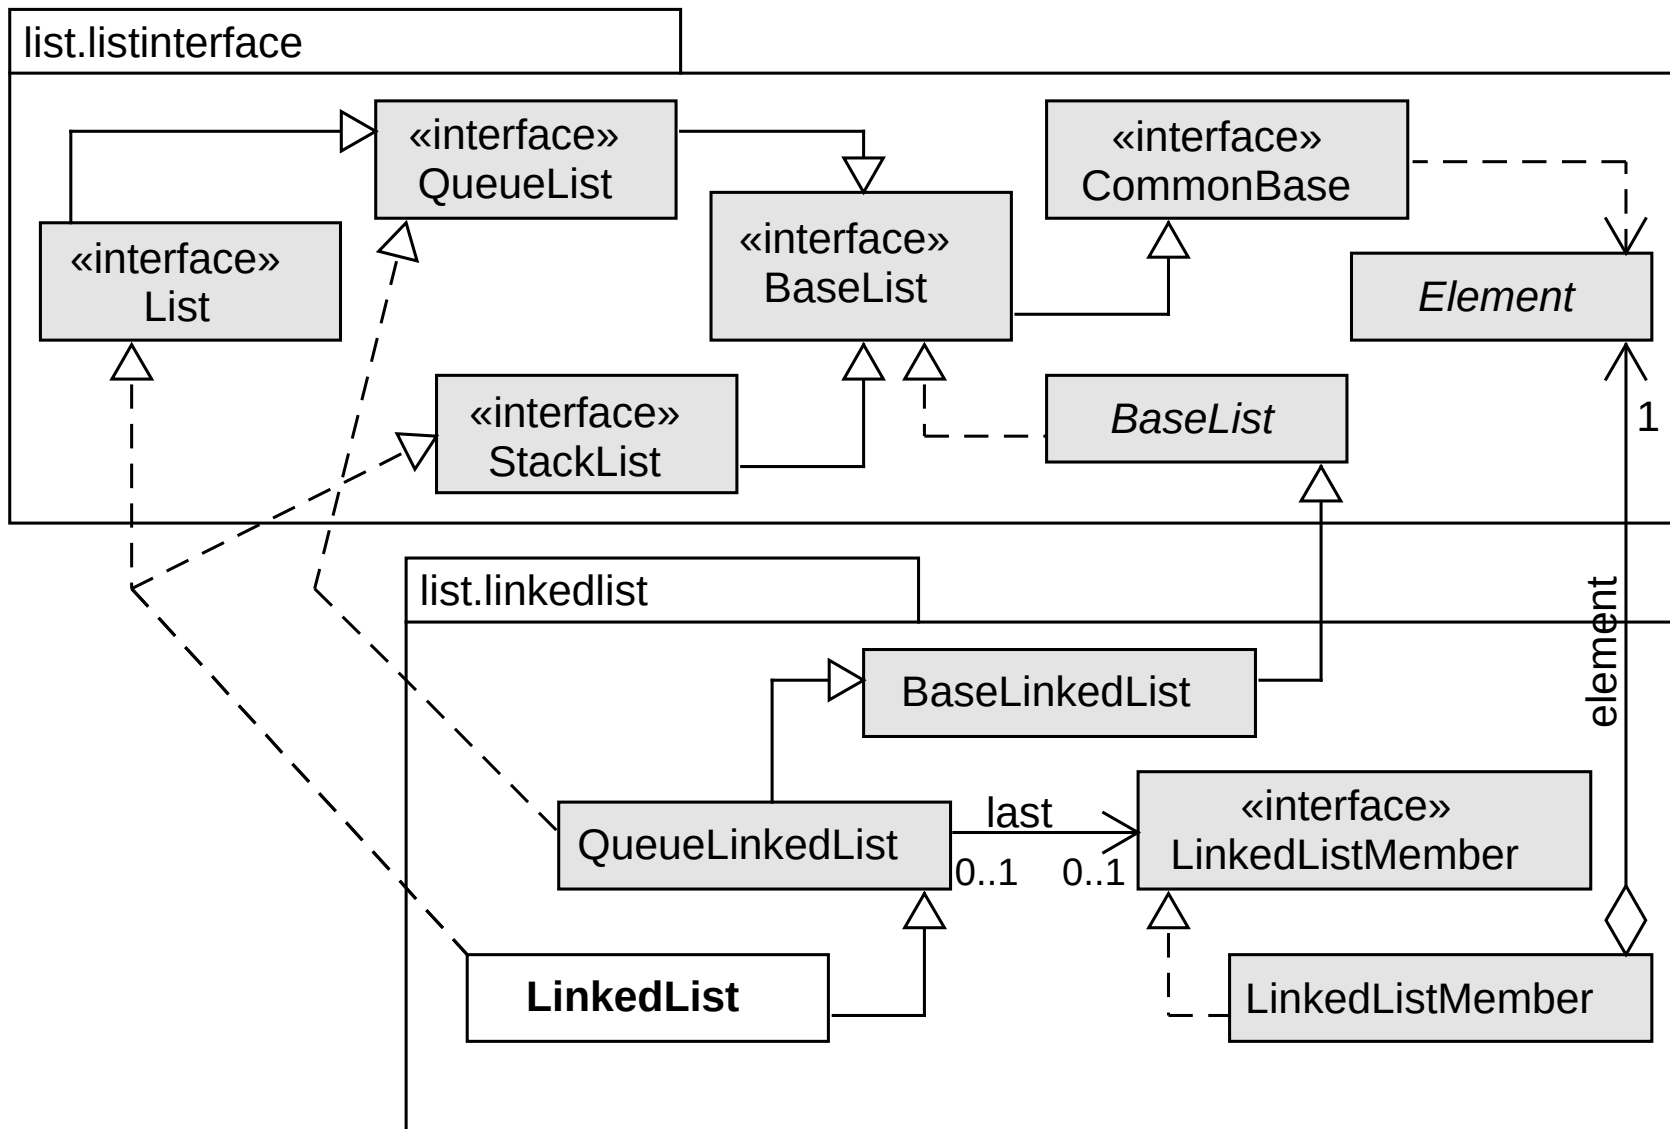 list.listinterface
«interface»
QueueList
«interface»
CommonBase
«interface»
BaseList
«interface»
List
Element
«interface»
StackList
BaseList
1
list.linkedlist
element
BaseLinkedList
«interface»
LinkedListMember
last
QueueLinkedList
0..1
0..1
LinkedList
LinkedListMember